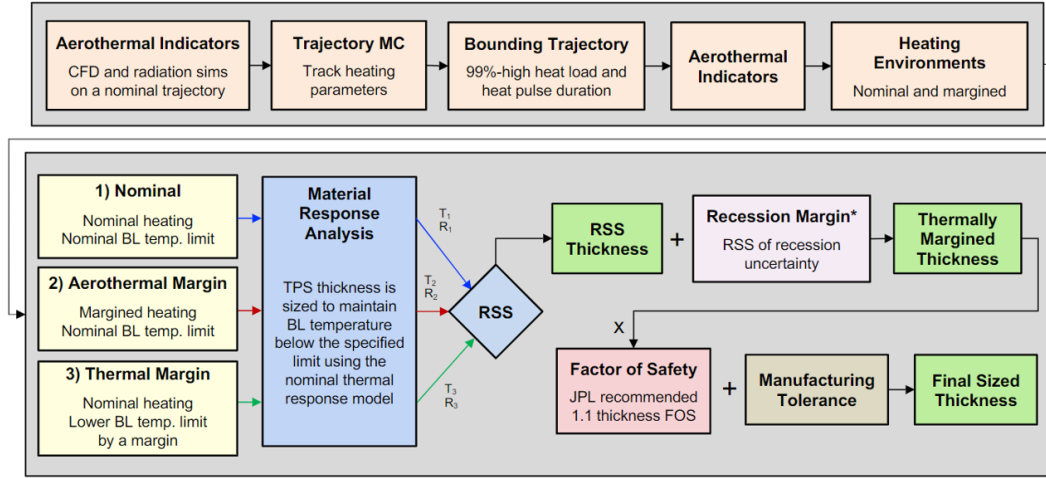 Aerothermal Indicators
CFD and radiation sims
on a nominal trajectory
Trajectory MC
Track heating
parameters
Bounding Trajectory
99%-high heat load and
heat pulse duration
Aerothermal
Indicators
Heating
Environments
Nominal and margined
1) Nominal
Nominal heating
Nominal BL temp. limit
2) Aerothermal Margin
Margined heating
Nominal BL temp. limit
3) Thermal Margin
Nominal heating
Lower BL temp. limit
by a margin
Material
Response
Analysis
TPS thickness is
sized to maintain
BL temperature
below the specified
limit using the
nominal thermal
response model
T₁
R₁
T₂
R₂
T₃
R₃
RSS
RSS
Thickness
+
Recession Margin*
RSS of recession
uncertainty
Thermally
Margined
Thickness
X
Factor of Safety
JPL recommended
1.1 thickness FOS
+
Manufacturing
Tolerance
Final Sized
Thickness